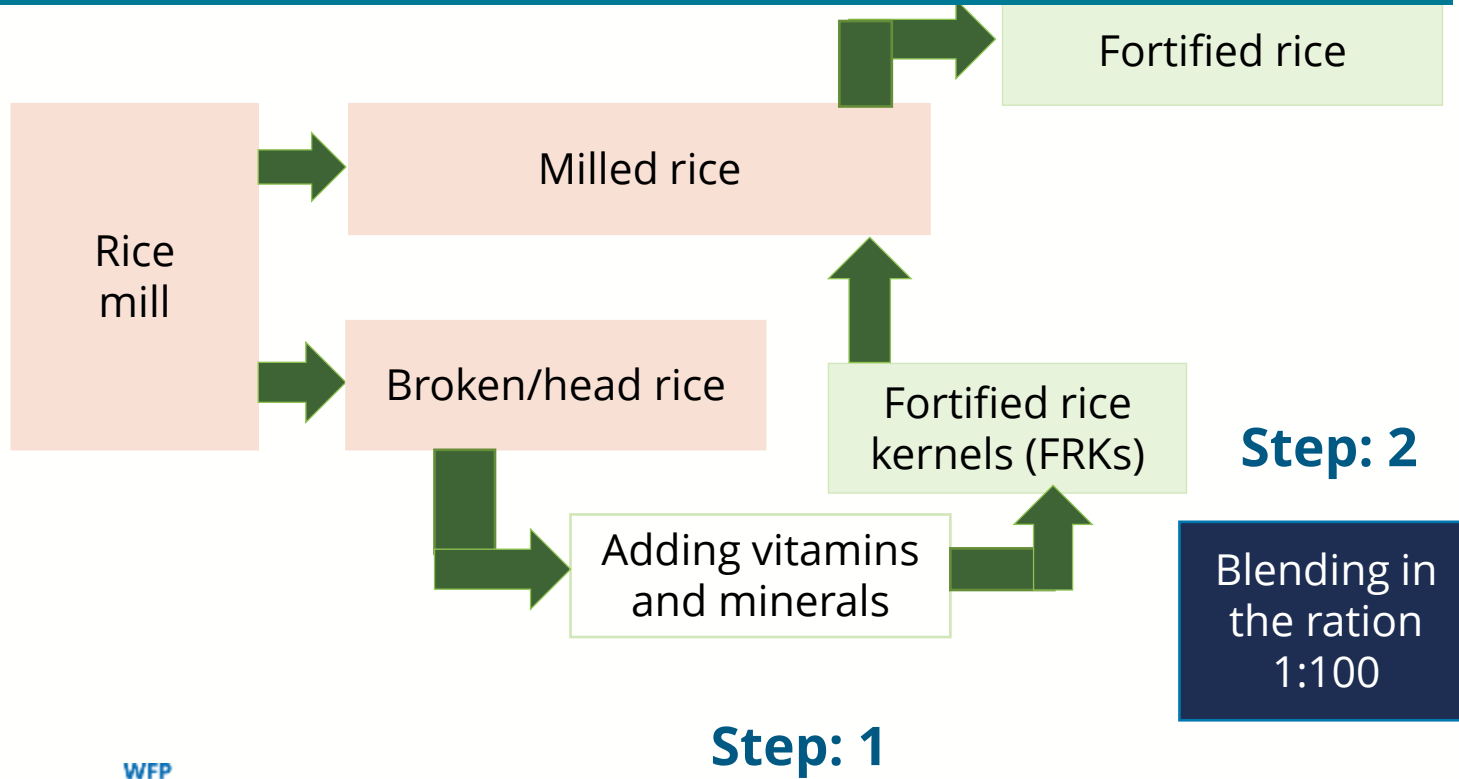 Fortified rice
Milled rice
Rice
mill
Broken/head rice
Fortified rice
kernels (FRKs)
Step: 2
Adding vitamins
and minerals
Blending in
the ration
1:100
Step: 1
WFP